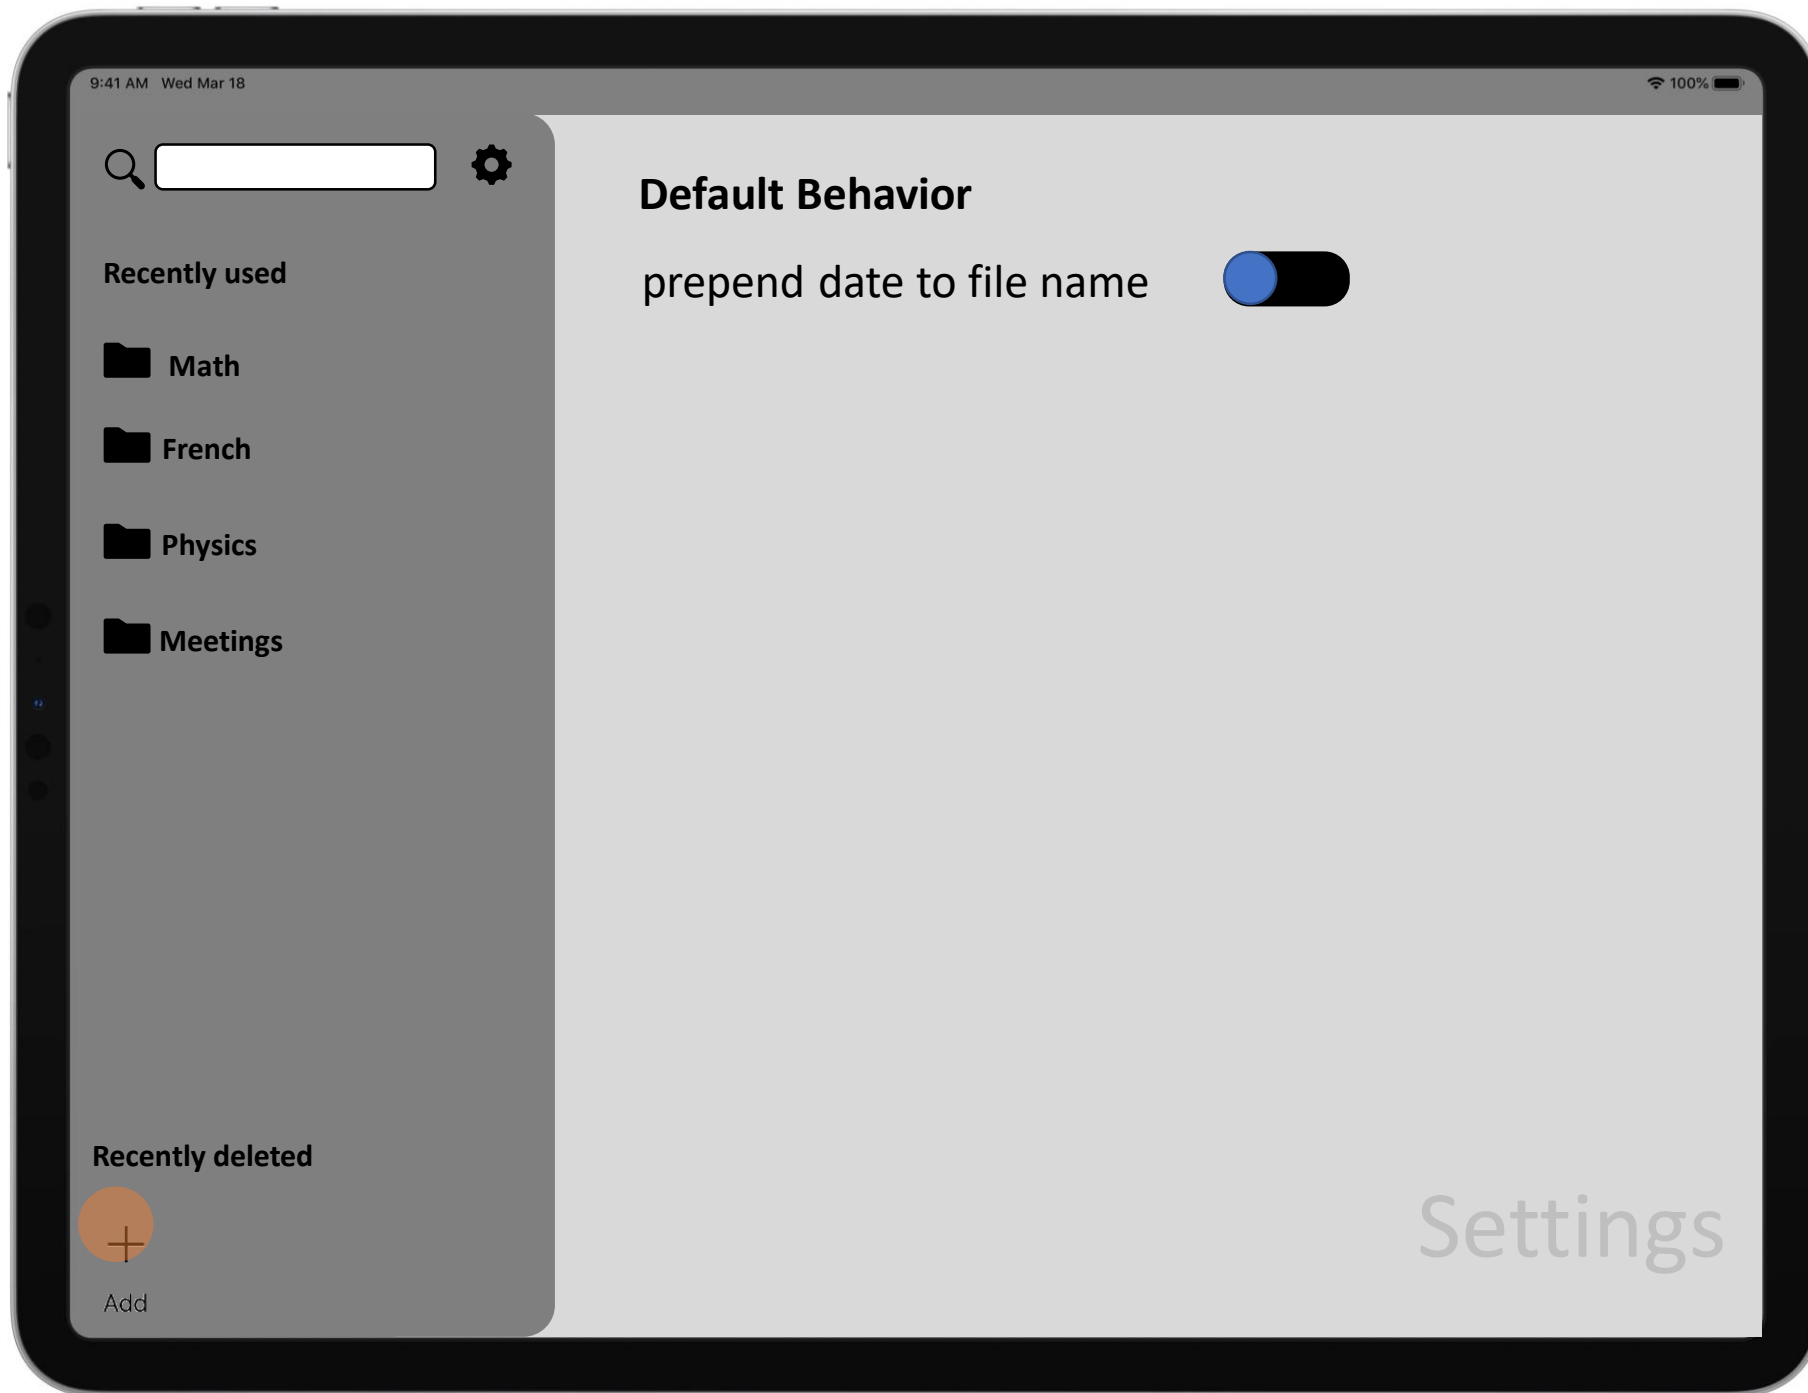 9:41 AM Wed Mar 18
100%
Recently used
Math
French
Physics
Meetings
Recently deleted
Add
Default Behavior
prepend date to file name
Settings